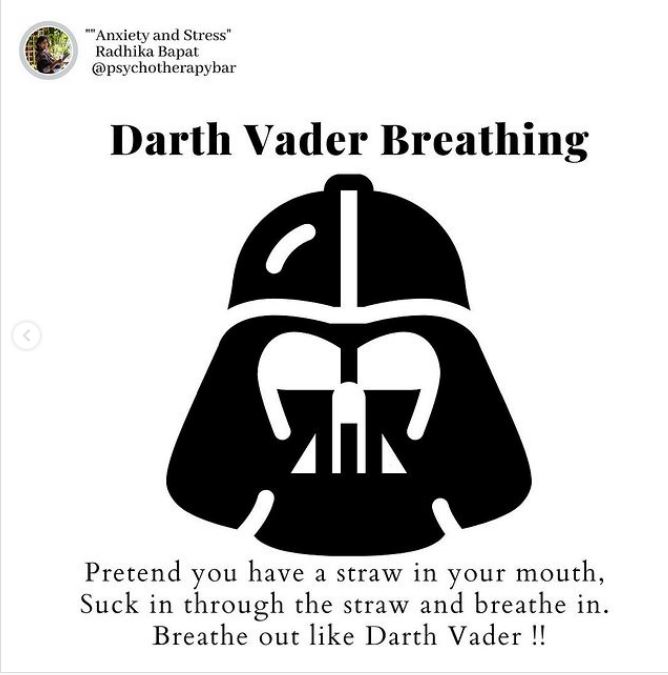 ""Anxiety and Stress"
Radhika Bapat
@psychotherapybar
Darth Vader Breathing
Pretend you have a straw in your mouth,
Suck in through the straw and breathe in.
Breathe out like Darth Vader !!